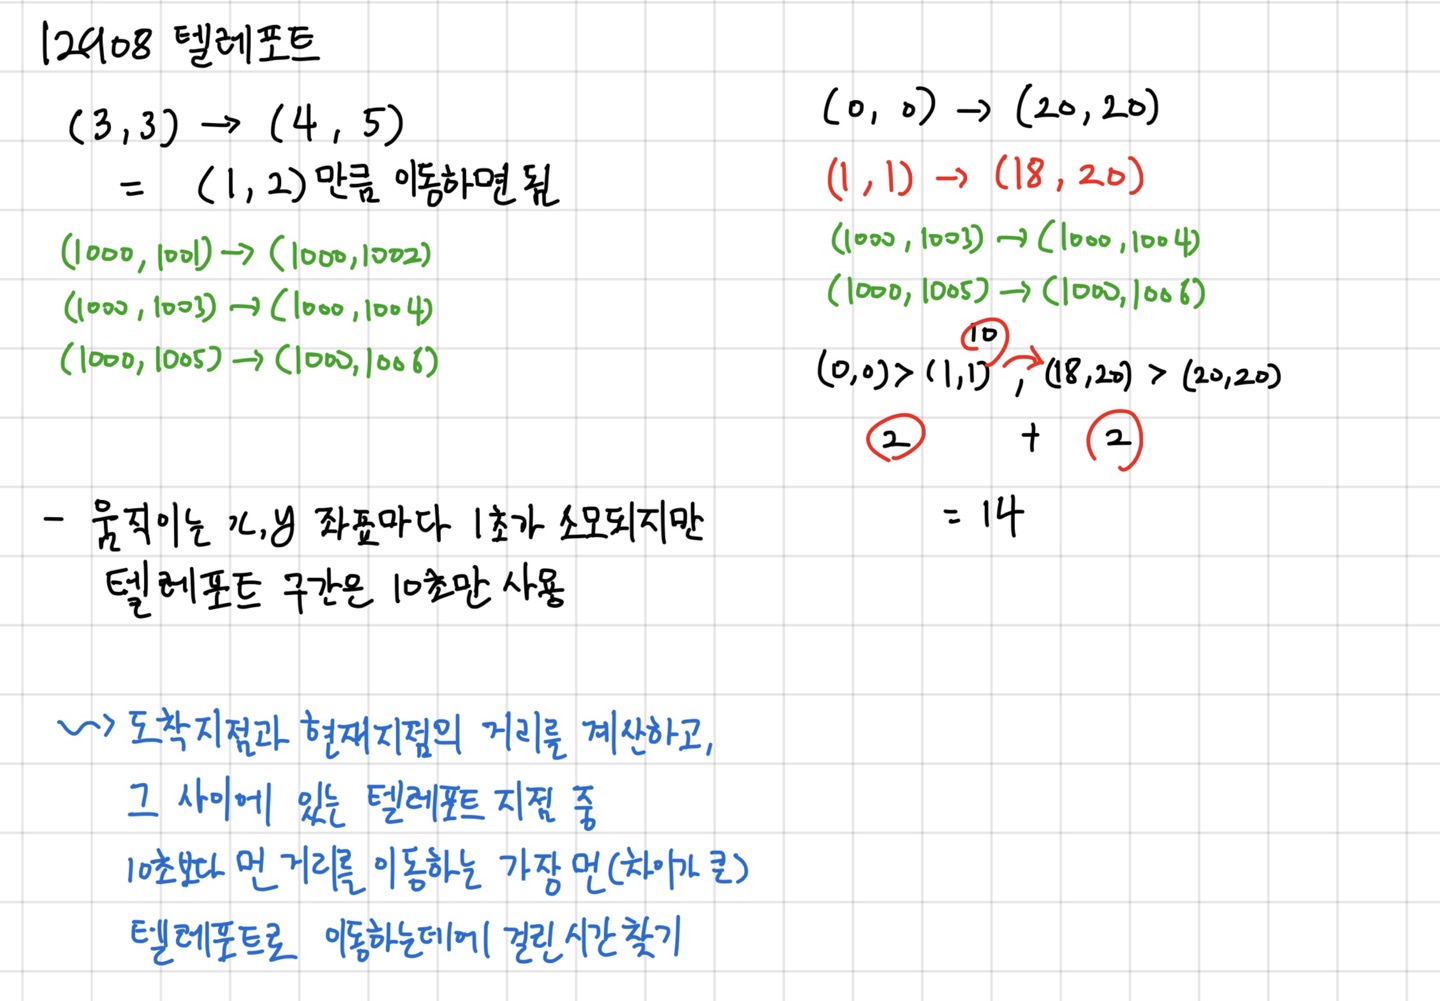 12908 텔레포트
(3,3) → (4, 5)
= (1,2) 만큼 이동하면 됨
(1000, 1001) → (1000,1002)
(1000, 1003) → (1000,1004)
(1000, 1005) → (1000,1006)
(0, 0) → (20, 20)
(1,1) → (18, 20)
(1000, 1003) → (1000,1004)
(1000, 1005) → (1000,1006)
10
(0,0) > (1,1) , (18,20) > (20,20)
2 + 2
= 14
- 움직이는 x,y 좌표마다 1초가 소모되지만
텔레포트 구간은 10초만 사용
↝ 도착지점과 현재지점의 거리를 계산하고,
그 사이에 있는 텔레포트 지점 중
10초보다 먼 거리를 이동하는 가장 먼(차이가 큰)
텔레포트로 이동하는데에 걸린 시간 찾기